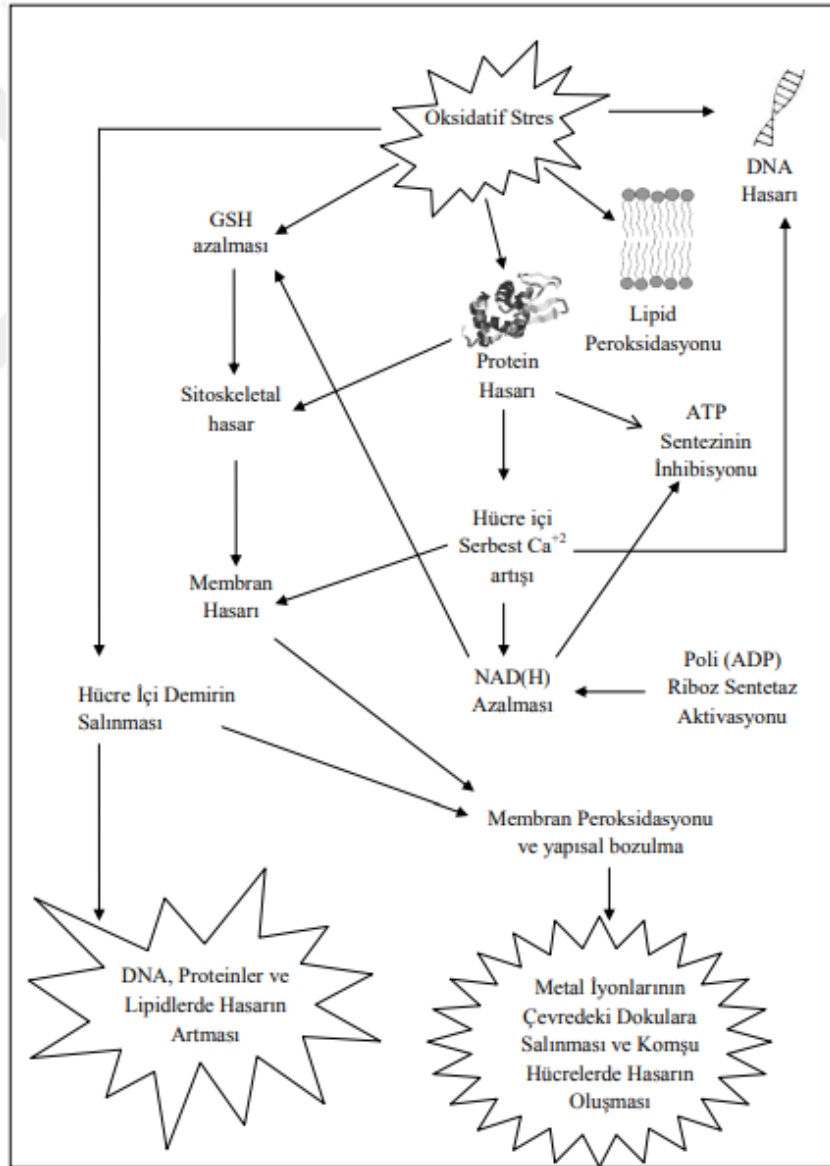 Oksidatif Stres
DNA
Hasarı
GSH
azalması
Lipid
Peroksidasyonu
Protein
Hasarı
Sitoskeletal
hasar
ATP
Sentezinin
İnhibisyonu
Hücre içi
Serbest Ca⁺²
artışı
Membran
Hasarı
Poli (ADP)
Riboz Sentetaz
Aktivasyonu
NAD(H)
Azalması
Hücre İçi Demirin
Salınması
Membran Peroksidasyonu
ve yapısal bozulma
DNA, Proteinler ve
Lipidlerde Hasarın
Artması
Metal İyonlarının
Çevredeki Dokulara
Salınması ve Komşu
Hücrelerde Hasarın
Oluşması